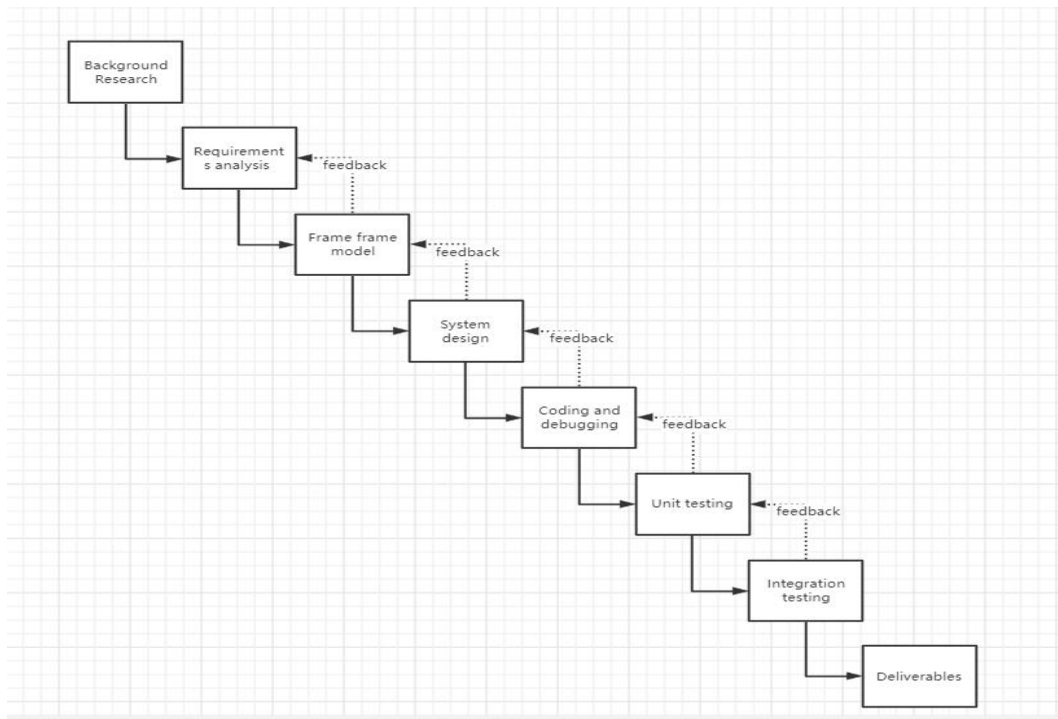 Background
Research
Requirement
s analysis
feedback
Frame frame
model
feedback
System
design
feedback
Coding and
debugging
feedback
Unit testing
feedback
Integration
testing
Deliverables